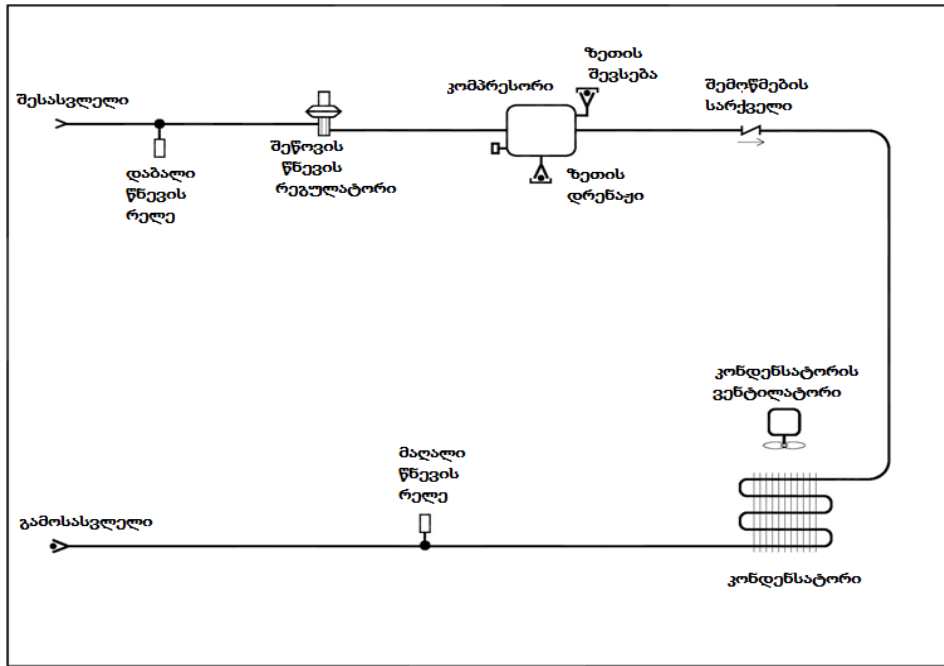 შესასვლელი
დაბალი
წნევის
რელე
შეწოვის
წნევის
რეგულატორი
კომპრესორი
ზეთის
შევსება
ზეთის
დრენაჟი
შემოწმების
სარქველი
კონდენსატორის
ვენტილატორი
მაღალი
წნევის
რელე
გამოსასვლელი
კონდენსატორი